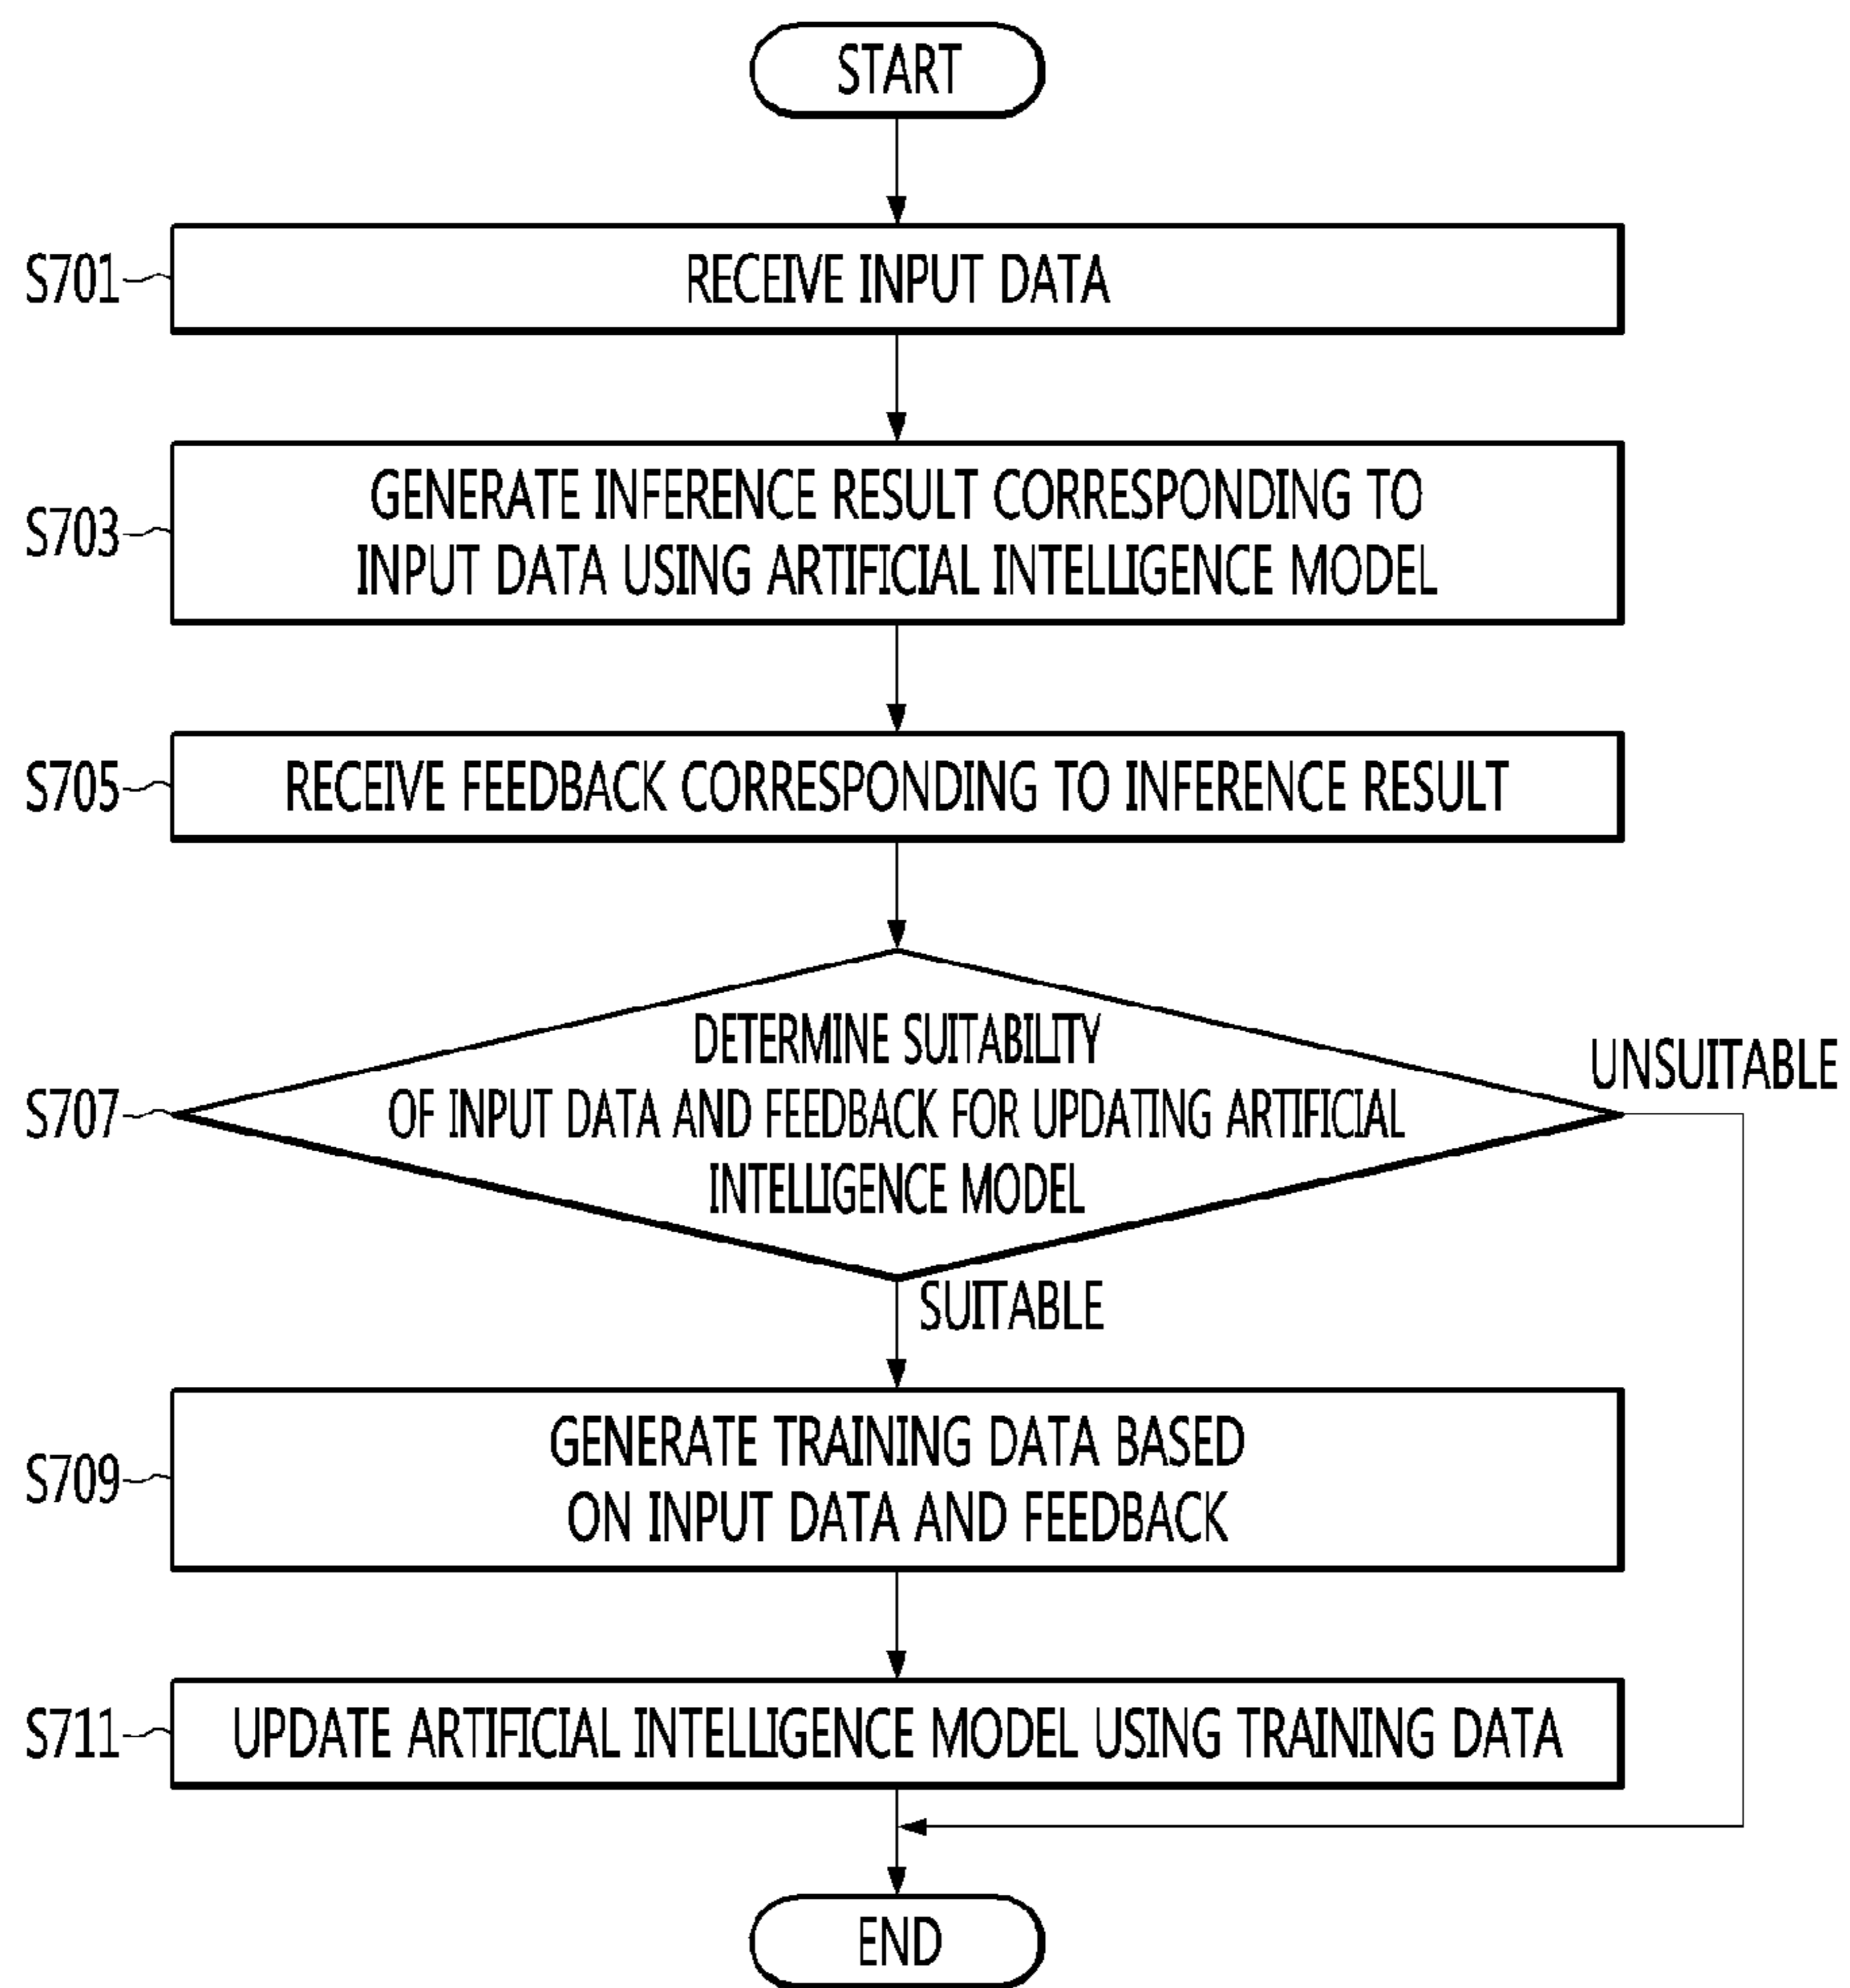 START
S701
RECEIVE INPUT DATA
S703
GENERATE INFERENCE RESULT CORRESPONDING TO
INPUT DATA USING ARTIFICIAL INTELLIGENCE MODEL
S705
RECEIVE FEEDBACK CORRESPONDING TO INFERENCE RESULT
S707
DETERMINE SUITABILITY
OF INPUT DATA AND FEEDBACK FOR UPDATING ARTIFICIAL
INTELLIGENCE MODEL
UNSUITABLE
SUITABLE
S709
GENERATE TRAINING DATA BASED
ON INPUT DATA AND FEEDBACK
S711
UPDATE ARTIFICIAL INTELLIGENCE MODEL USING TRAINING DATA
END